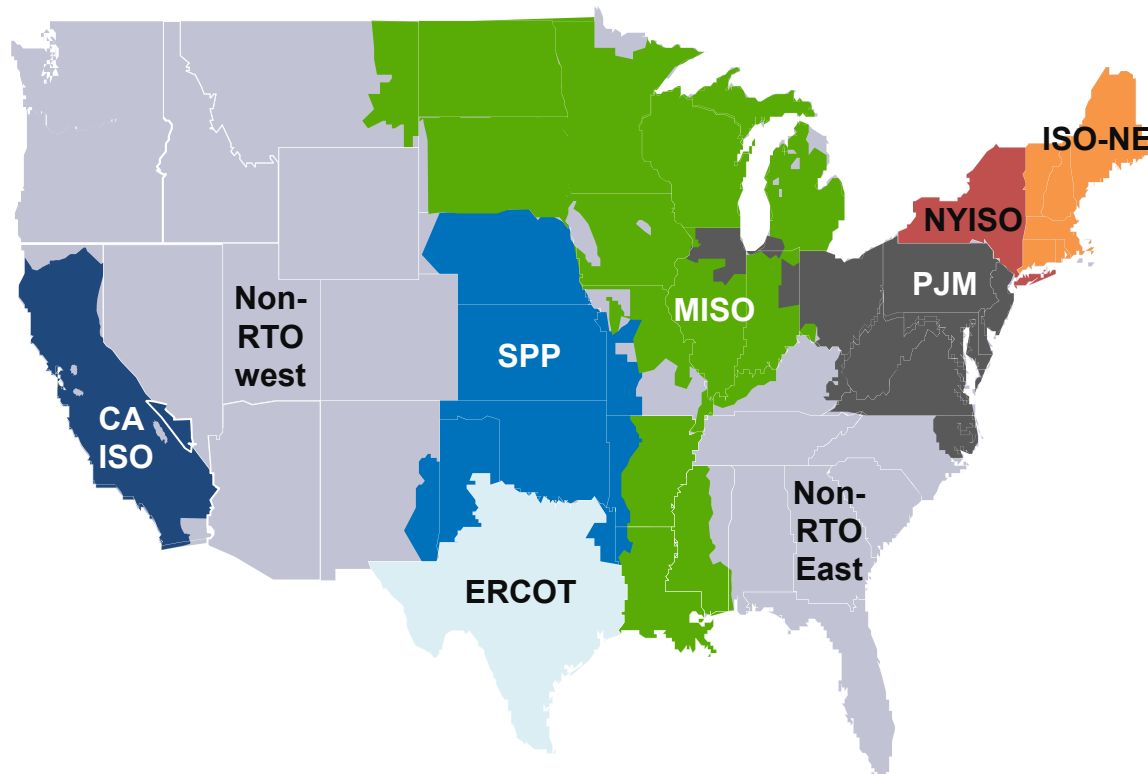 ISO-NE
NYISO
PJM
Non-
RTO
west
MISO
SPP
CA
ISO
Non-
RTO
East
ERCOT